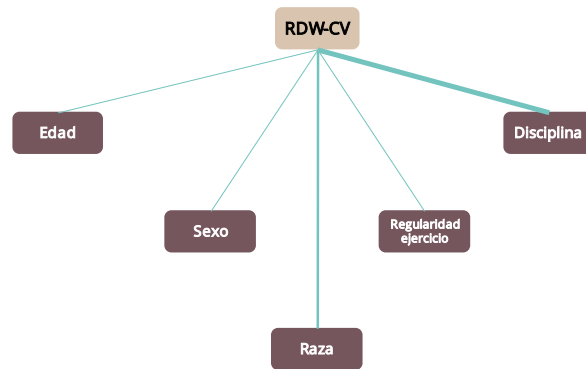 RDW-CV
Edad
Disciplina
Sexo
Regularidad
ejercicio
Raza